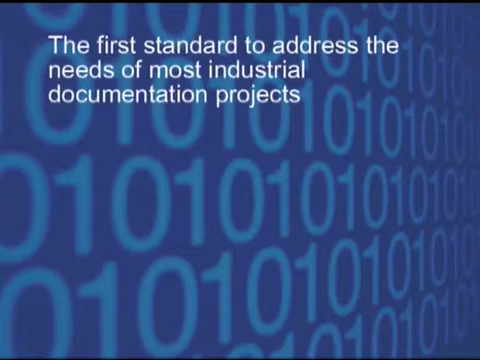 The first standard to address the
needs of most industrial
documentation projects